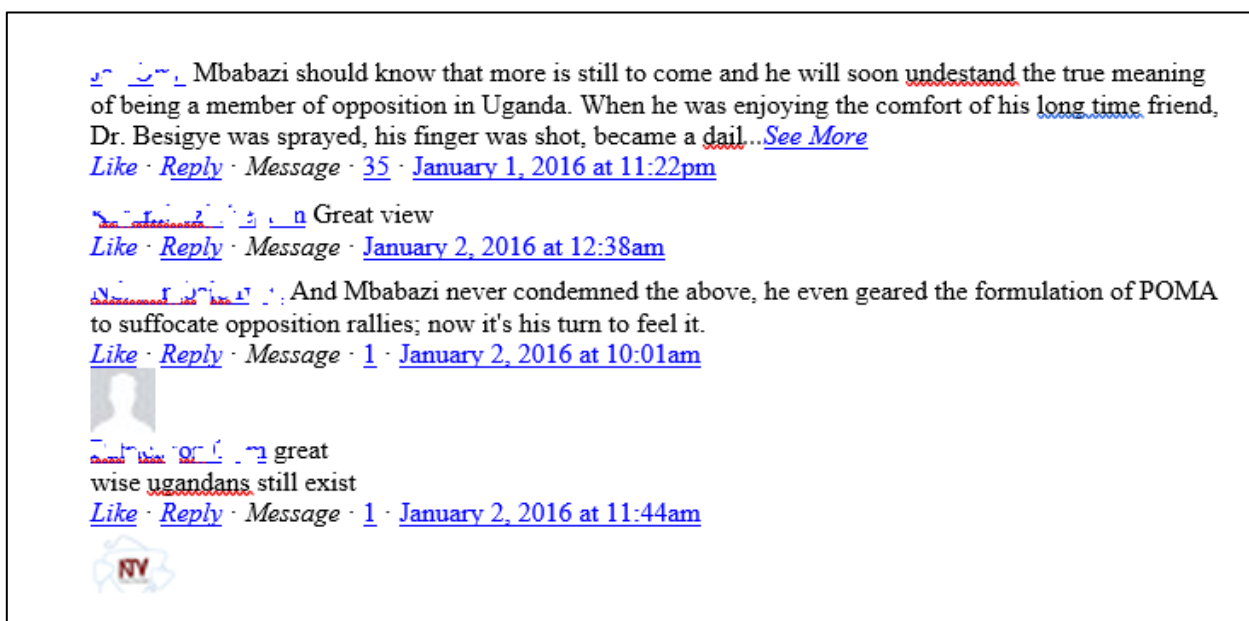 Mbabazi should know that more is still to come and he will soon undestand the true meaning
of being a member of opposition in Uganda. When he was enjoying the comfort of his long time friend,
Dr. Besigye was sprayed, his finger was shot, became a dail...See More
Like · Reply · Message · 35 · January 1, 2016 at 11:22pm
Great view
Like · Reply · Message · January 2, 2016 at 12:38am
And Mbabazi never condemned the above, he even geared the formulation of POMA
to suffocate opposition rallies; now it's his turn to feel it.
Like · Reply · Message · 1 · January 2, 2016 at 10:01am
great
wise ugandans still exist
Like · Reply · Message · 1 · January 2, 2016 at 11:44am
NTV